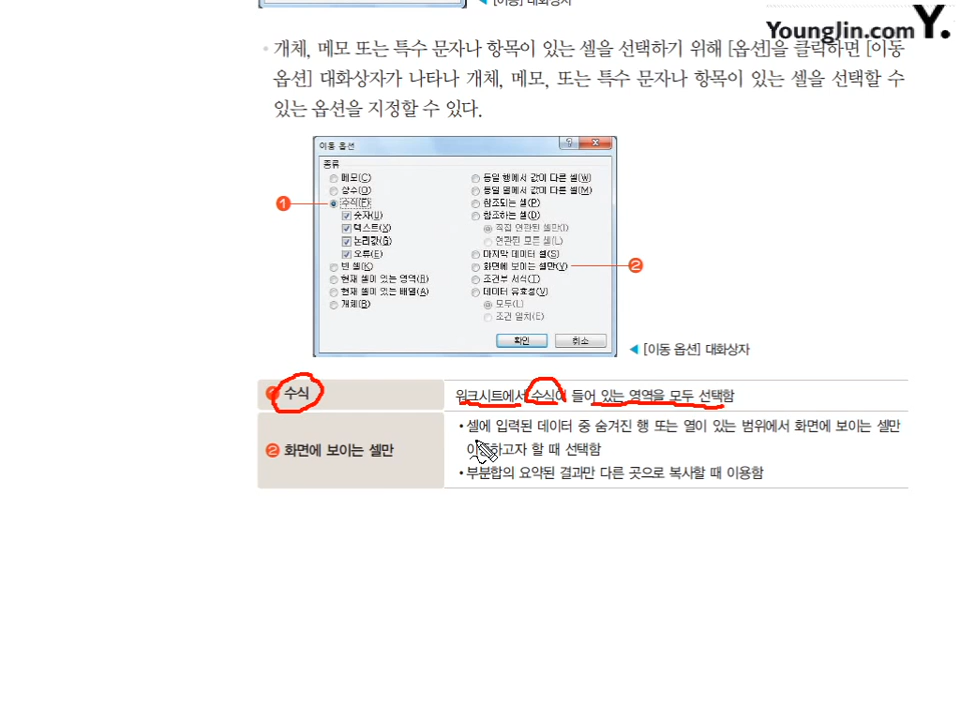 ◀ [이동] 대화상자
YoungJin.com Y.
• 개체, 메모 또는 특수 문자나 항목이 있는 셀을 선택하기 위해 [옵션]을 클릭하면 [이동
옵션] 대화상자가 나타나 개체, 메모, 또는 특수 문자나 항목이 있는 셀을 선택할 수
있는 옵션을 지정할 수 있다.
이동 옵션
종류
메모(C)
상수(O)
❶ 수식(F)
숫자(U)
텍스트(X)
논리값(G)
오류(E)
빈 셀(K)
현재 셀이 있는 영역(R)
현재 셀이 있는 배열(A)
개체(B)
동일 행에서 값이 다른 셀(W)
동일 열에서 값이 다른 셀(M)
참조되는 셀(P)
참조하는 셀(D)
직접 연관된 셀만(I)
연관된 모든 셀(L)
마지막 데이터 셀(S)
화면에 보이는 셀만(Y) ❷
조건부 서식(T)
데이터 유효성(V)
모두(L)
조건 일치(E)
확인 취소
◀ [이동 옵션] 대화상자
❶ 수식 워크시트에서 수식이 들어 있는 영역을 모두 선택함
❷ 화면에 보이는 셀만
• 셀에 입력된 데이터 중 숨겨진 행 또는 열이 있는 범위에서 화면에 보이는 셀만
이동하고자 할 때 선택함
• 부분합의 요약된 결과만 다른 곳으로 복사할 때 이용함